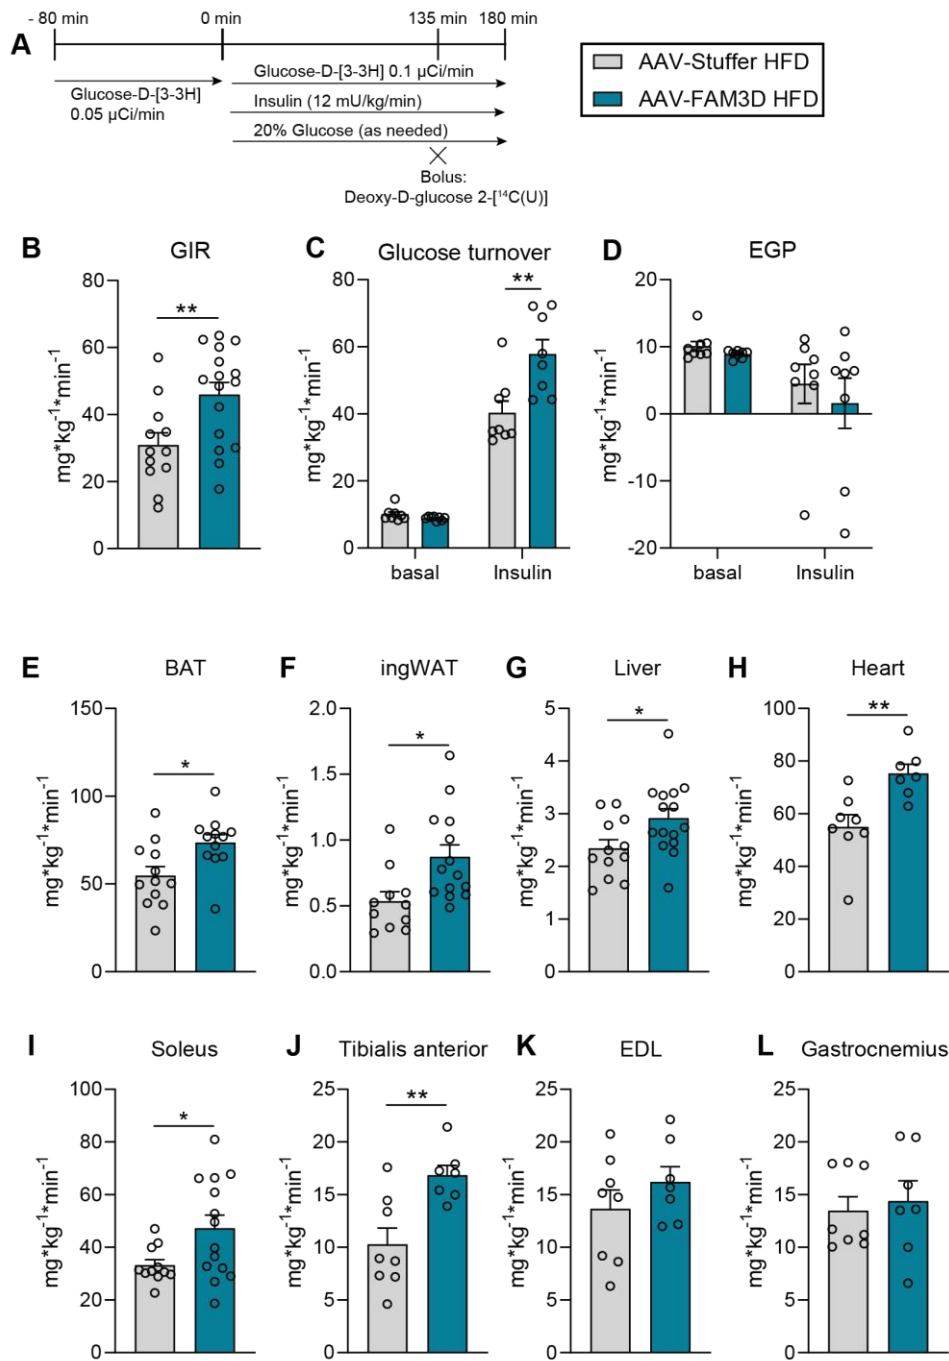 - 80 min 0 min 135 min 180 min
A
Glucose-D-[3-3H] 0.1 µCi/min
Glucose-D-[3-3H]
0.05 µCi/min
Insulin (12 mU/kg/min)
20% Glucose (as needed)
Bolus:
Deoxy-D-glucose 2-[¹⁴C(U)]
AAV-Stuffer HFD
AAV-FAM3D HFD
B GIR
mg*kg⁻¹*min⁻¹
80
60
40
20
0
**
C Glucose turnover
mg*kg⁻¹*min⁻¹
80
60
40
20
0
**
basal Insulin
D EGP
mg*kg⁻¹*min⁻¹
20
10
0
-10
-20
basal Insulin
E BAT
mg*kg⁻¹*min⁻¹
150
100
50
0
*
F ingWAT
mg*kg⁻¹*min⁻¹
2.0
1.5
1.0
0.5
0.0
*
G Liver
mg*kg⁻¹*min⁻¹
5
4
3
2
1
0
*
H Heart
mg*kg⁻¹*min⁻¹
100
80
60
40
20
0
**
I Soleus
mg*kg⁻¹*min⁻¹
100
80
60
40
20
0
*
J Tibialis anterior
mg*kg⁻¹*min⁻¹
25
20
15
10
5
0
**
K EDL
mg*kg⁻¹*min⁻¹
25
20
15
10
5
0
L Gastrocnemius
mg*kg⁻¹*min⁻¹
25
20
15
10
5
0